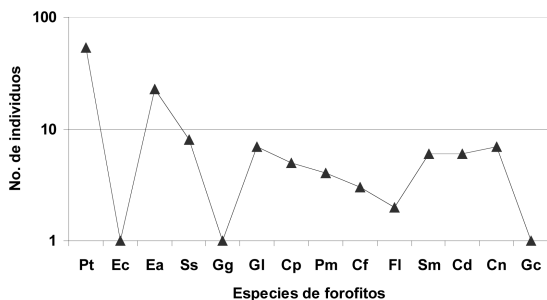 100
10
1
No. de individuos
Pt Ec Ea Ss Gg Gl Cp Pm Cf Fl Sm Cd Cn Gc
Especies de forofitos